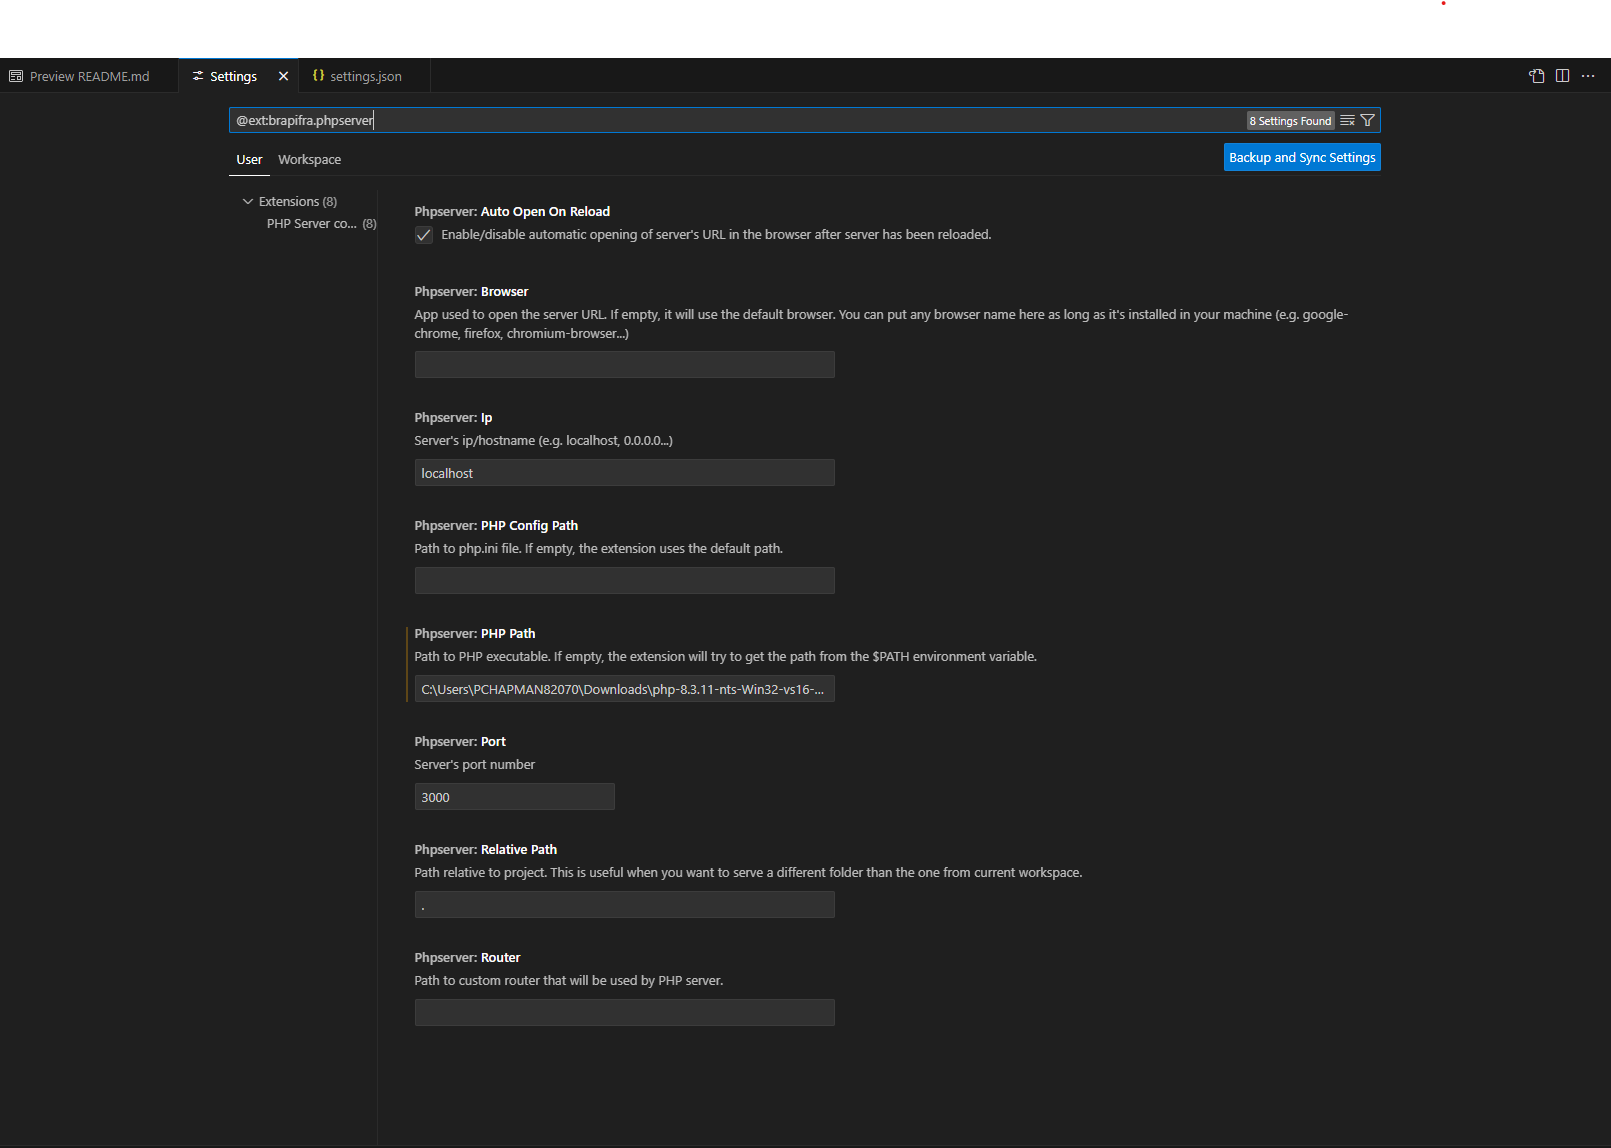 Preview README.md
Settings
settings.json
@ext:brapifra.phpserver
8 Settings Found
User
Workspace
Backup and Sync Settings
Extensions (8)
PHP Server co... (8)
Phpserver: Auto Open On Reload
Enable/disable automatic opening of server's URL in the browser after server has been reloaded.
Phpserver: Browser
App used to open the server URL. If empty, it will use the default browser. You can put any browser name here as long as it's installed in your machine (e.g. google-
chrome, firefox, chromium-browser...)
Phpserver: Ip
Server's ip/hostname (e.g. localhost, 0.0.0.0...)
localhost
Phpserver: PHP Config Path
Path to php.ini file. If empty, the extension uses the default path.
Phpserver: PHP Path
Path to PHP executable. If empty, the extension will try to get the path from the $PATH environment variable.
C:\Users\PCHAPMAN82070\Downloads\php-8.3.11-nts-Win32-vs16-...
Phpserver: Port
Server's port number
3000
Phpserver: Relative Path
Path relative to project. This is useful when you want to serve a different folder than the one from current workspace.
.
Phpserver: Router
Path to custom router that will be used by PHP server.